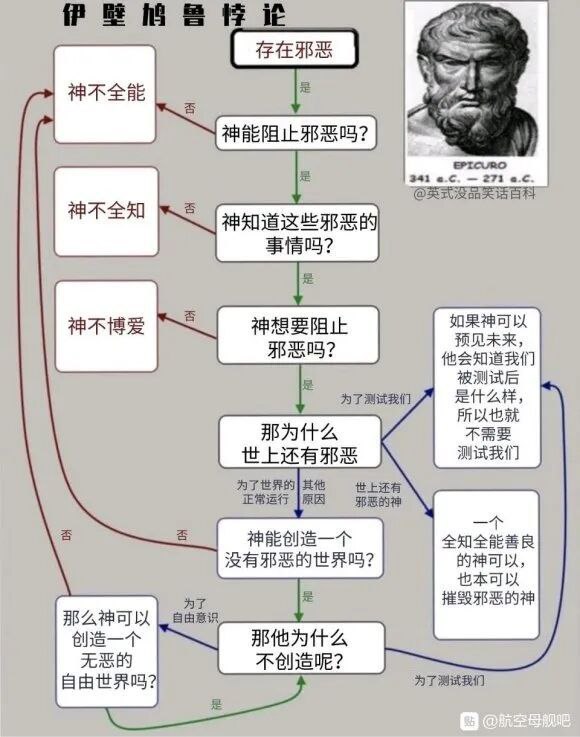 伊壁鸠鲁悖论
存在邪恶
是
神不全能
否
神能阻止邪恶吗？
EPICURO
341 a.C. — 271 a.C.
@英式没品笑话百科
是
神不全知
否
神知道这些邪恶的
事情吗？
是
神不博爱
否
神想要阻止
邪恶吗？
如果神可以
预见未来，
他会知道我们
被测试后
是什么样，
所以也就
不需要
测试我们
是
为了测试我们
那为什么
世上还有邪恶
为了世界的
正常运行
其他
原因
世上还有
邪恶的神
一个
全知全能善良
的神可以，
也本可以
摧毁邪恶的神
否
否
神能创造一个
没有邪恶的世界吗？
是
为了
自由意识
那么神可以
创造一个
无恶的
自由世界吗？
那他为什么
不创造呢？
为了测试我们
是
贴 @航空母舰吧